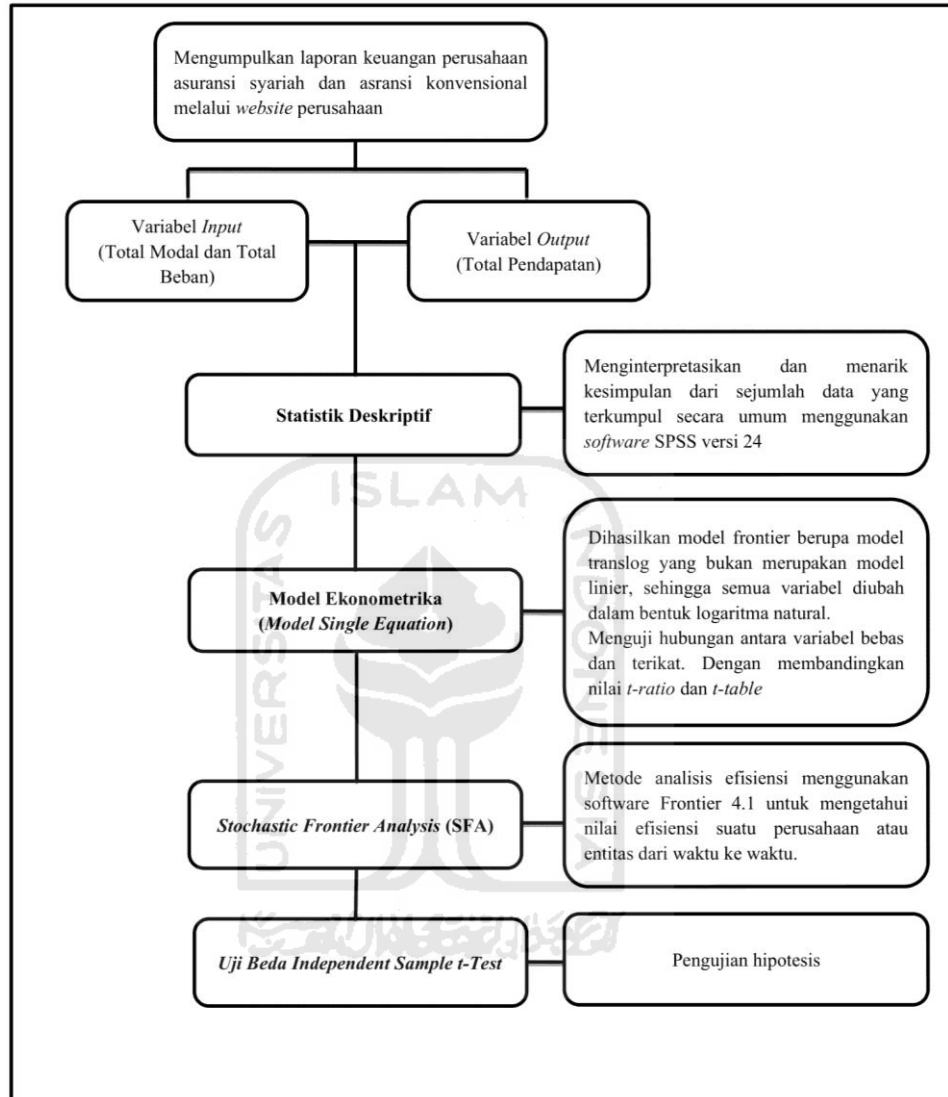 Mengumpulkan laporan keuangan perusahaan
asuransi syariah dan asransi konvensional
melalui website perusahaan
Variabel Input
(Total Modal dan Total
Beban)
Variabel Output
(Total Pendapatan)
Statistik Deskriptif
Menginterpretasikan dan menarik
kesimpulan dari sejumlah data yang
terkumpul secara umum menggunakan
software SPSS versi 24
Model Ekonometrika
(Model Single Equation)
Dihasilkan model frontier berupa model
translog yang bukan merupakan model
linier, sehingga semua variabel diubah
dalam bentuk logaritma natural.
Menguji hubungan antara variabel bebas
dan terikat. Dengan membandingkan
nilai t-ratio dan t-table
Stochastic Frontier Analysis (SFA)
Metode analisis efisiensi menggunakan
software Frontier 4.1 untuk mengetahui
nilai efisiensi suatu perusahaan atau
entitas dari waktu ke waktu.
Uji Beda Independent Sample t-Test
Pengujian hipotesis
UNIVERSITAS
ISLAM
INDONESIA